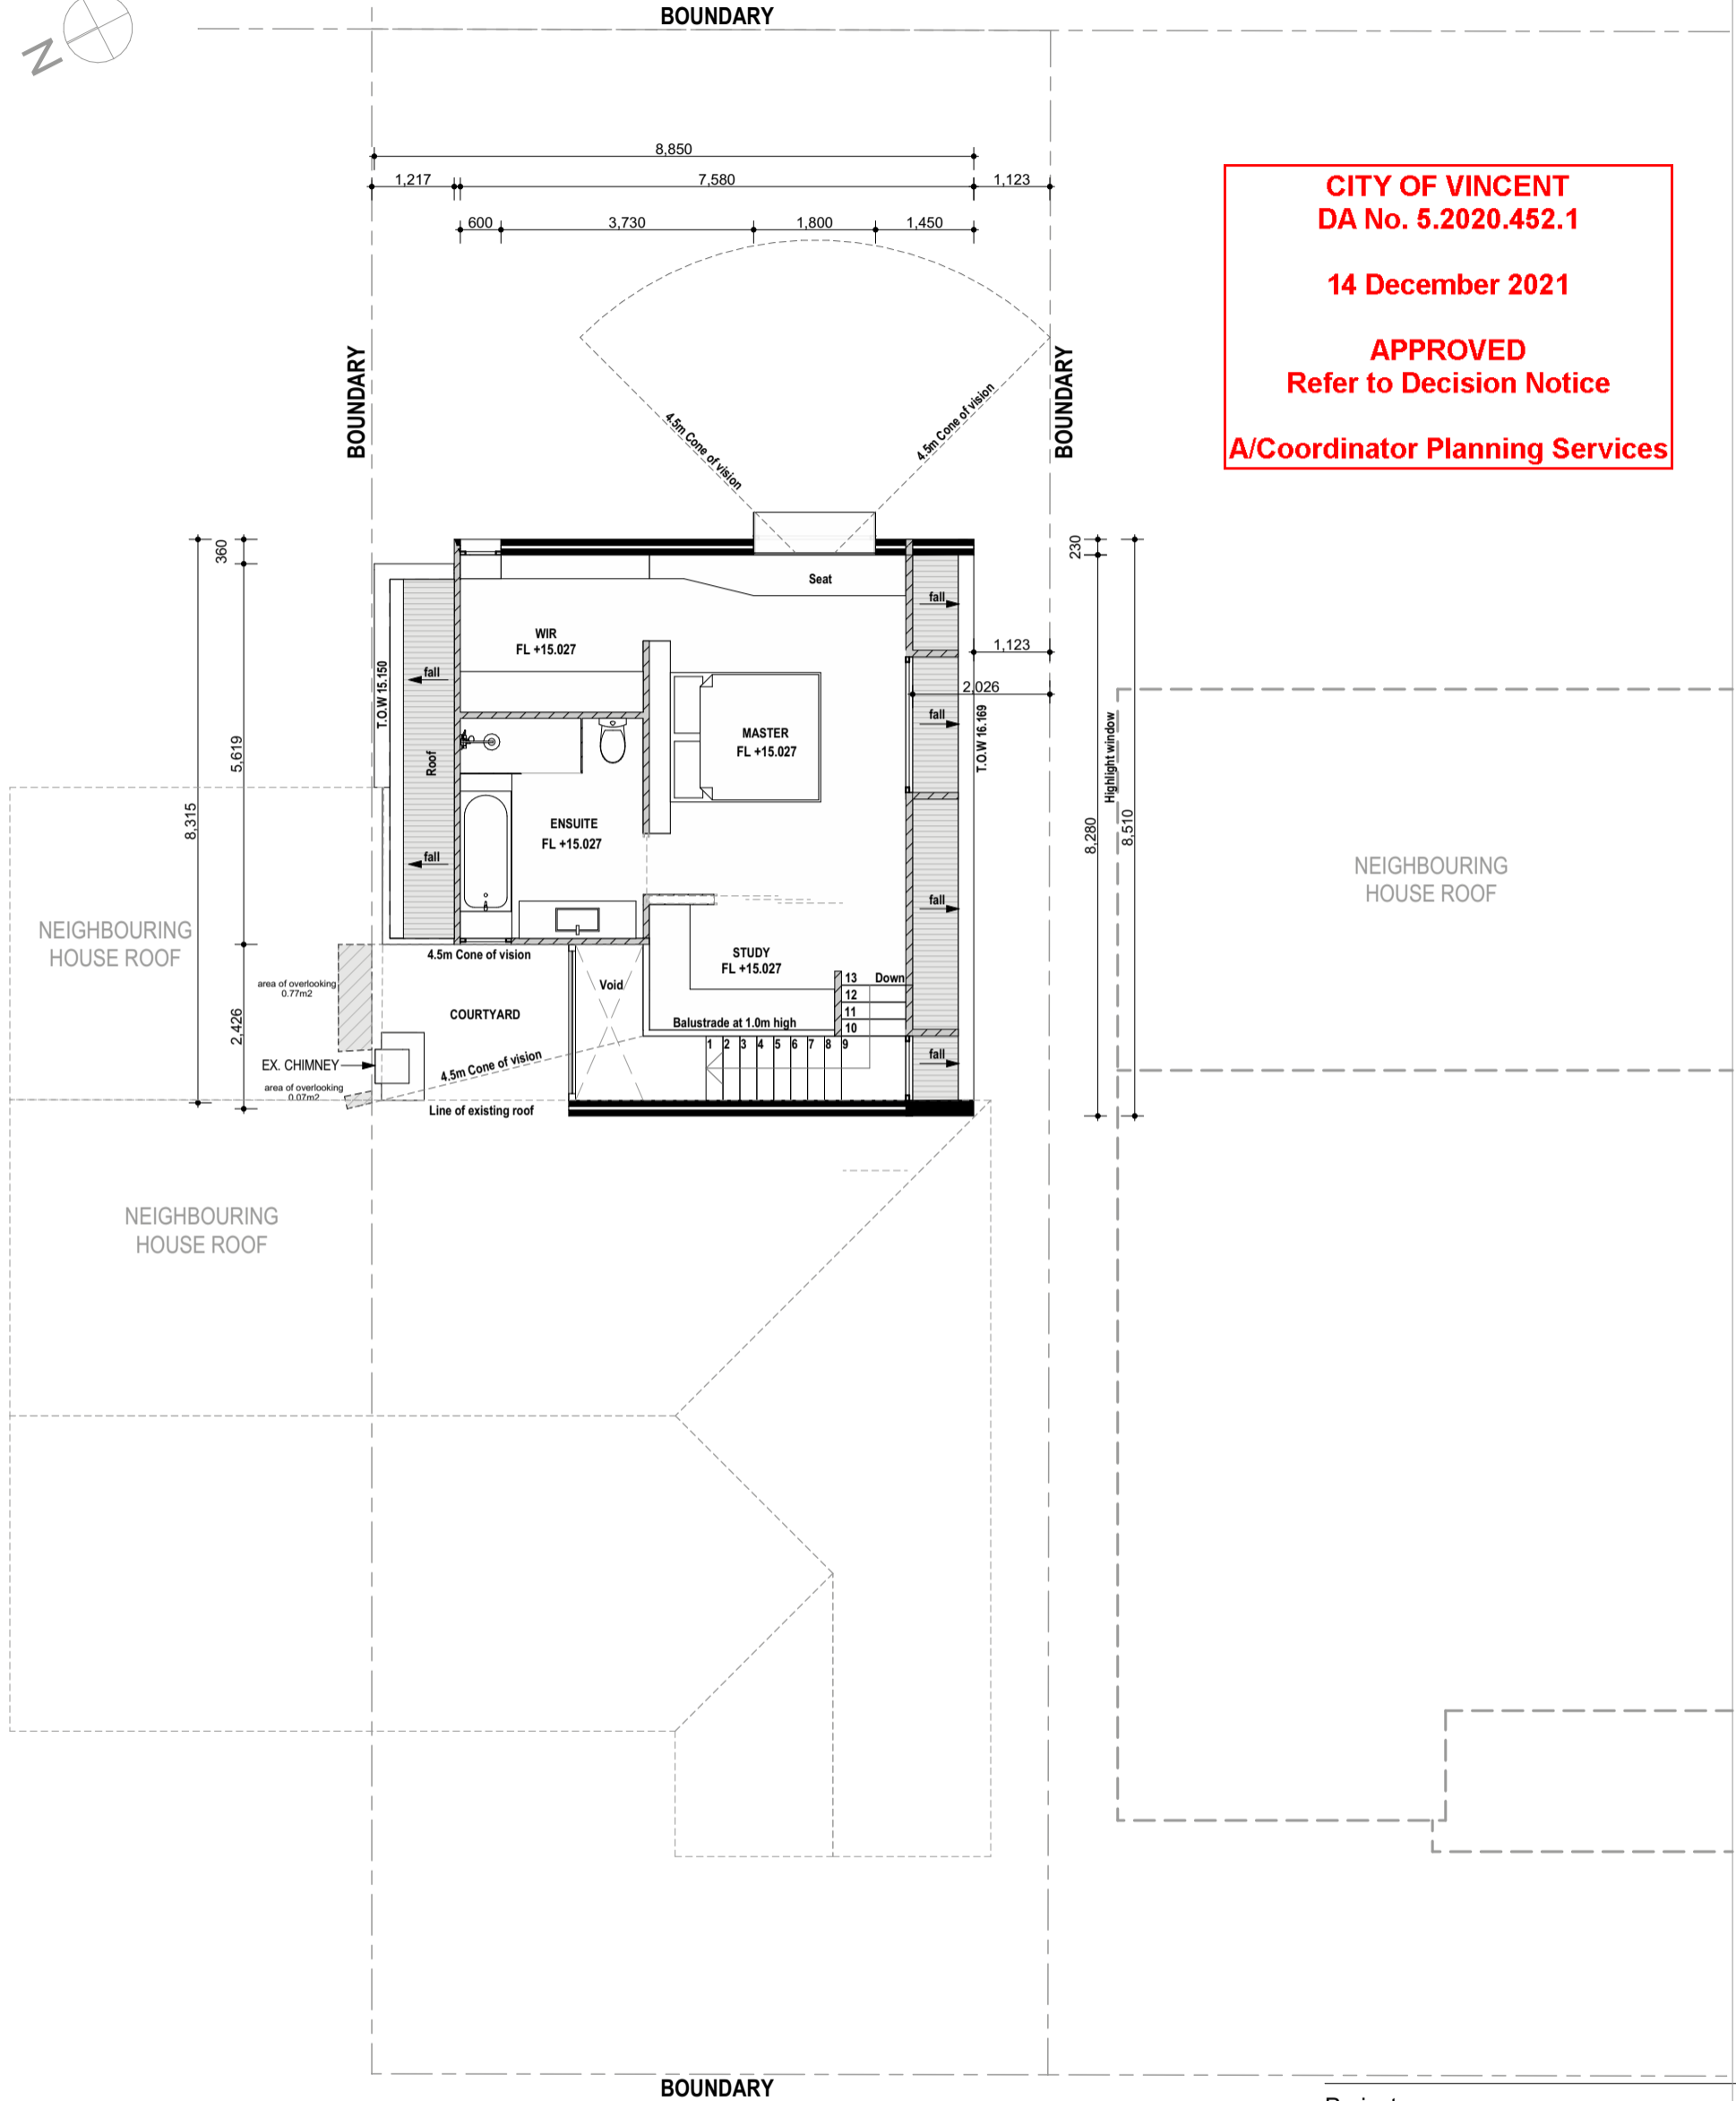 BOUNDARY
N
8,850
1,217
7,580
1,123
600
3,730
1,800
1,450
CITY OF VINCENT
DA No. 5.2020.452.1
14 December 2021
APPROVED
Refer to Decision Notice
A/Coordinator Planning Services
BOUNDARY
BOUNDARY
4.5m Cone of vision
4.5m Cone of vision
360
230
Seat
fall
WIR
FL +15.027
1,123
T.O.W 15.150
fall
2,026
fall
T.O.W 16.169
Highlight window
MASTER
FL +15.027
Roof
5,619
8,315
8,280
8,510
ENSUITE
FL +15.027
fall
NEIGHBOURING
HOUSE ROOF
fall
NEIGHBOURING
HOUSE ROOF
4.5m Cone of vision
STUDY
FL +15.027
area of overlooking
0.77m2
Void
13 Down
12
11
10
COURTYARD
2,426
Balustrade at 1.0m high
1 2 3 4 5 6 7 8 9
fall
EX. CHIMNEY
4.5m Cone of vision
area of overlooking
0.07m2
Line of existing roof
NEIGHBOURING
HOUSE ROOF
BOUNDARY